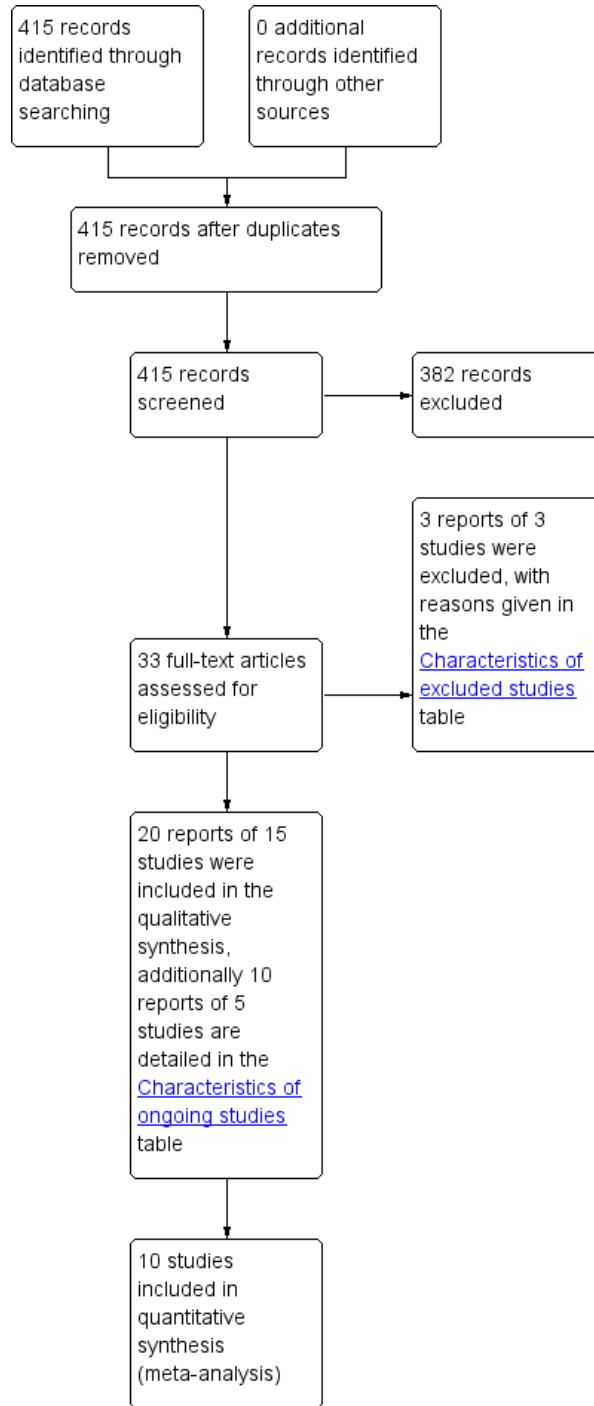 415 records
identified through
database
searching
0 additional
records identified
through other
sources
415 records after duplicates
removed
415 records
screened
382 records
excluded
3 reports of 3
studies were
excluded, with
reasons given in
the
Characteristics of
excluded studies
table
33 full-text articles
assessed for
eligibility
20 reports of 15
studies were
included in the
qualitative
synthesis,
additionally 10
reports of 5
studies are
detailed in the
Characteristics of
ongoing studies
table
10 studies
included in
quantitative
synthesis
(meta-analysis)